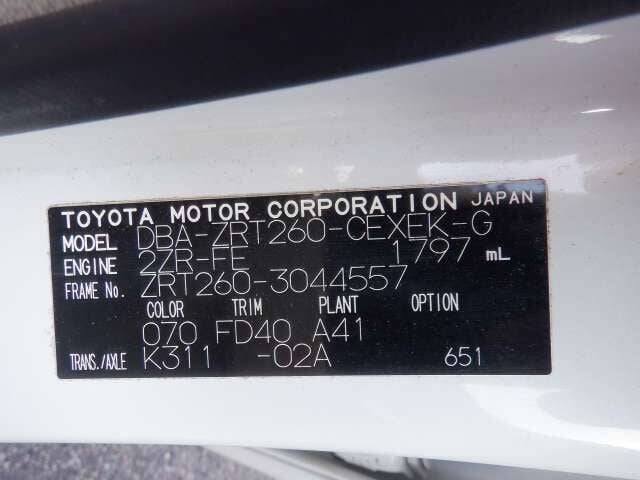 TOYOTA MOTOR CORPORATION JAPAN
MODEL DBA-ZRT260-CEXEK-G
ENGINE 2ZR-FE 1797 mL
FRAME No. ZRT260-3044557
COLOR TRIM PLANT OPTION
070 FD40 A41
TRANS./AXLE K311 -02A 651